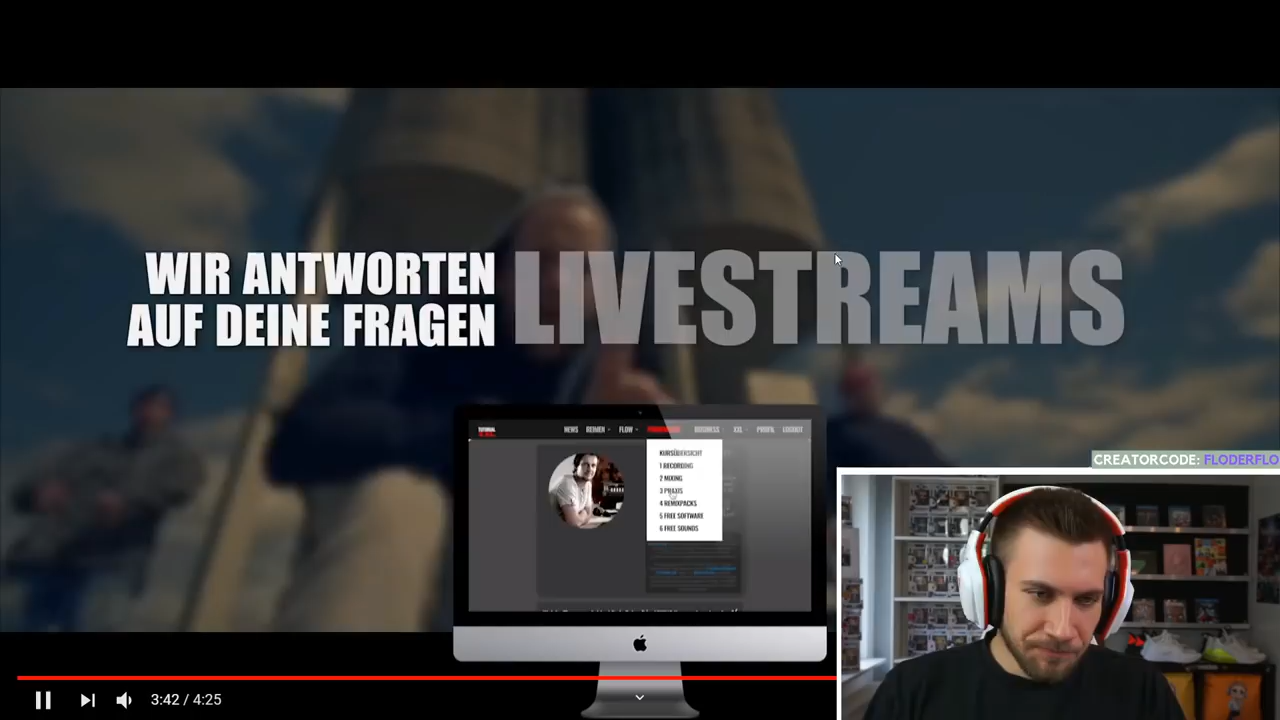 WIR ANTWORTEN
AUF DEINE FRAGEN
LIVESTREAMS
TUTORIAL
NEWS REIMEN FLOW BUSINESS XXL PROFIL LOGOUT
KURSÜBERSICHT
1 RECORDING
2 MIXING
3 PRAXIS
4 REMIXPACKS
5 FREE SOFTWARE
6 FREE SOUNDS
CREATORCODE: FLODERFLO
3:42 / 4:25